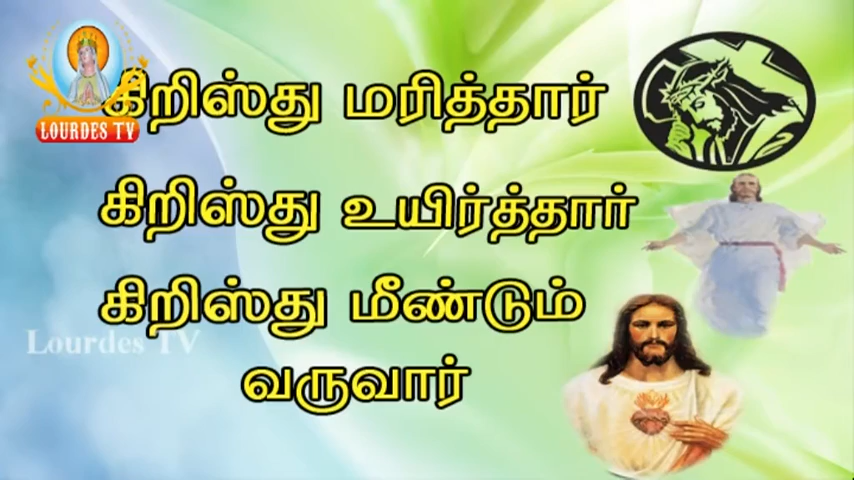 கிறிஸ்து மரித்தார்
LOURDES TV
கிறிஸ்து உயிர்த்தார்
கிறிஸ்து மீண்டும்
Lourdes TV
வருவார்